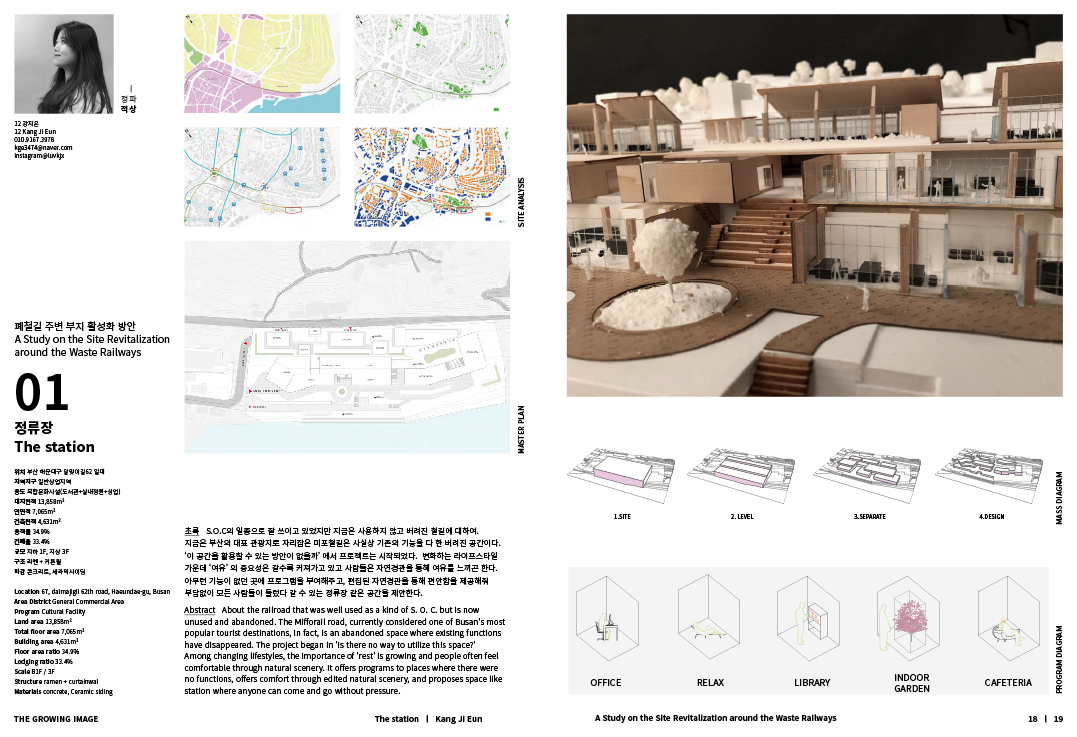 정파
적상
12 강지은
12 Kang Ji Eun
010.9167.3978
kge3474@naver.com
Instagram@luvkjx
SITE ANALYSIS
MASTER PLAN
폐철길 주변 부지 활성화 방안
A Study on the Site Revitalization
around the Waste Railways
01
정류장
The station
위치 부산 해운대구 달맞이길62 일대
지역지구 일반상업지역
용도 복합문화시설(도서관+실내정원+상업)
대지면적 13,858m²
연면적 7,065m²
건축면적 4,631m²
용적률 34.9%
건폐율 33.4%
규모 지하 1F, 지상 3F
구조 라멘 + 커튼월
마감 콘크리트, 세라믹사이딩
Location 67, dalmajigil 62th road, Haeundae-gu, Busan
Area District General Commercial Area
Program Cultural Facility
Land area 13,858m²
Total floor area 7,065m²
Building area 4,631m²
Floor area ratio 34.9%
Lodging ratio 33.4%
Scale B1F / 3F
Structure ramen + curtainwal
Materials concrete, Ceramic siding
초록 S.O.C의 일종으로 잘 쓰이고 있었지만 지금은 사용하지 않고 버려진 철길에 대하여.
지금은 부산의 대표 관광지로 자리잡은 미포철길은 사실상 기존의 기능을 다 한 버려진 공간이다.
'이 공간을 활용할 수 있는 방안이 없을까' 에서 프로젝트는 시작되었다. 변화하는 라이프스타일
가운데 '여유' 의 중요성은 갈수록 커져가고 있고 사람들은 자연경관을 통해 여유를 느끼곤 한다.
아무런 기능이 없던 곳에 프로그램을 부여해주고, 편집된 자연경관을 통해 편안함을 제공해줘
부담없이 모든 사람들이 들렀다 갈 수 있는 정류장 같은 공간을 제안한다.
Abstract About the railroad that was well used as a kind of S. O. C. but is now
unused and abandoned. The Mifforail road, currently considered one of Busan's most
popular tourist destinations, in fact, is an abandoned space where existing functions
have disappeared. The project began in 'is there no way to utilize this space?'
Among changing lifestyles, the importance of 'rest' is growing and people often feel
comfortable through natural scenery. It offers programs to places where there were
no functions, offers comfort through edited natural scenery, and proposes space like
station where anyone can come and go without pressure.
THE GROWING IMAGE
The station | Kang Ji Eun
1.SITE
2. LEVEL
3.SEPARATE
4.DESIGN
MASS DIAGRAM
OFFICE
RELAX
LIBRARY
INDOOR
GARDEN
CAFETERIA
PROGRAM DIAGRAM
A Study on the Site Revitalization around the Waste Railways
18 | 19